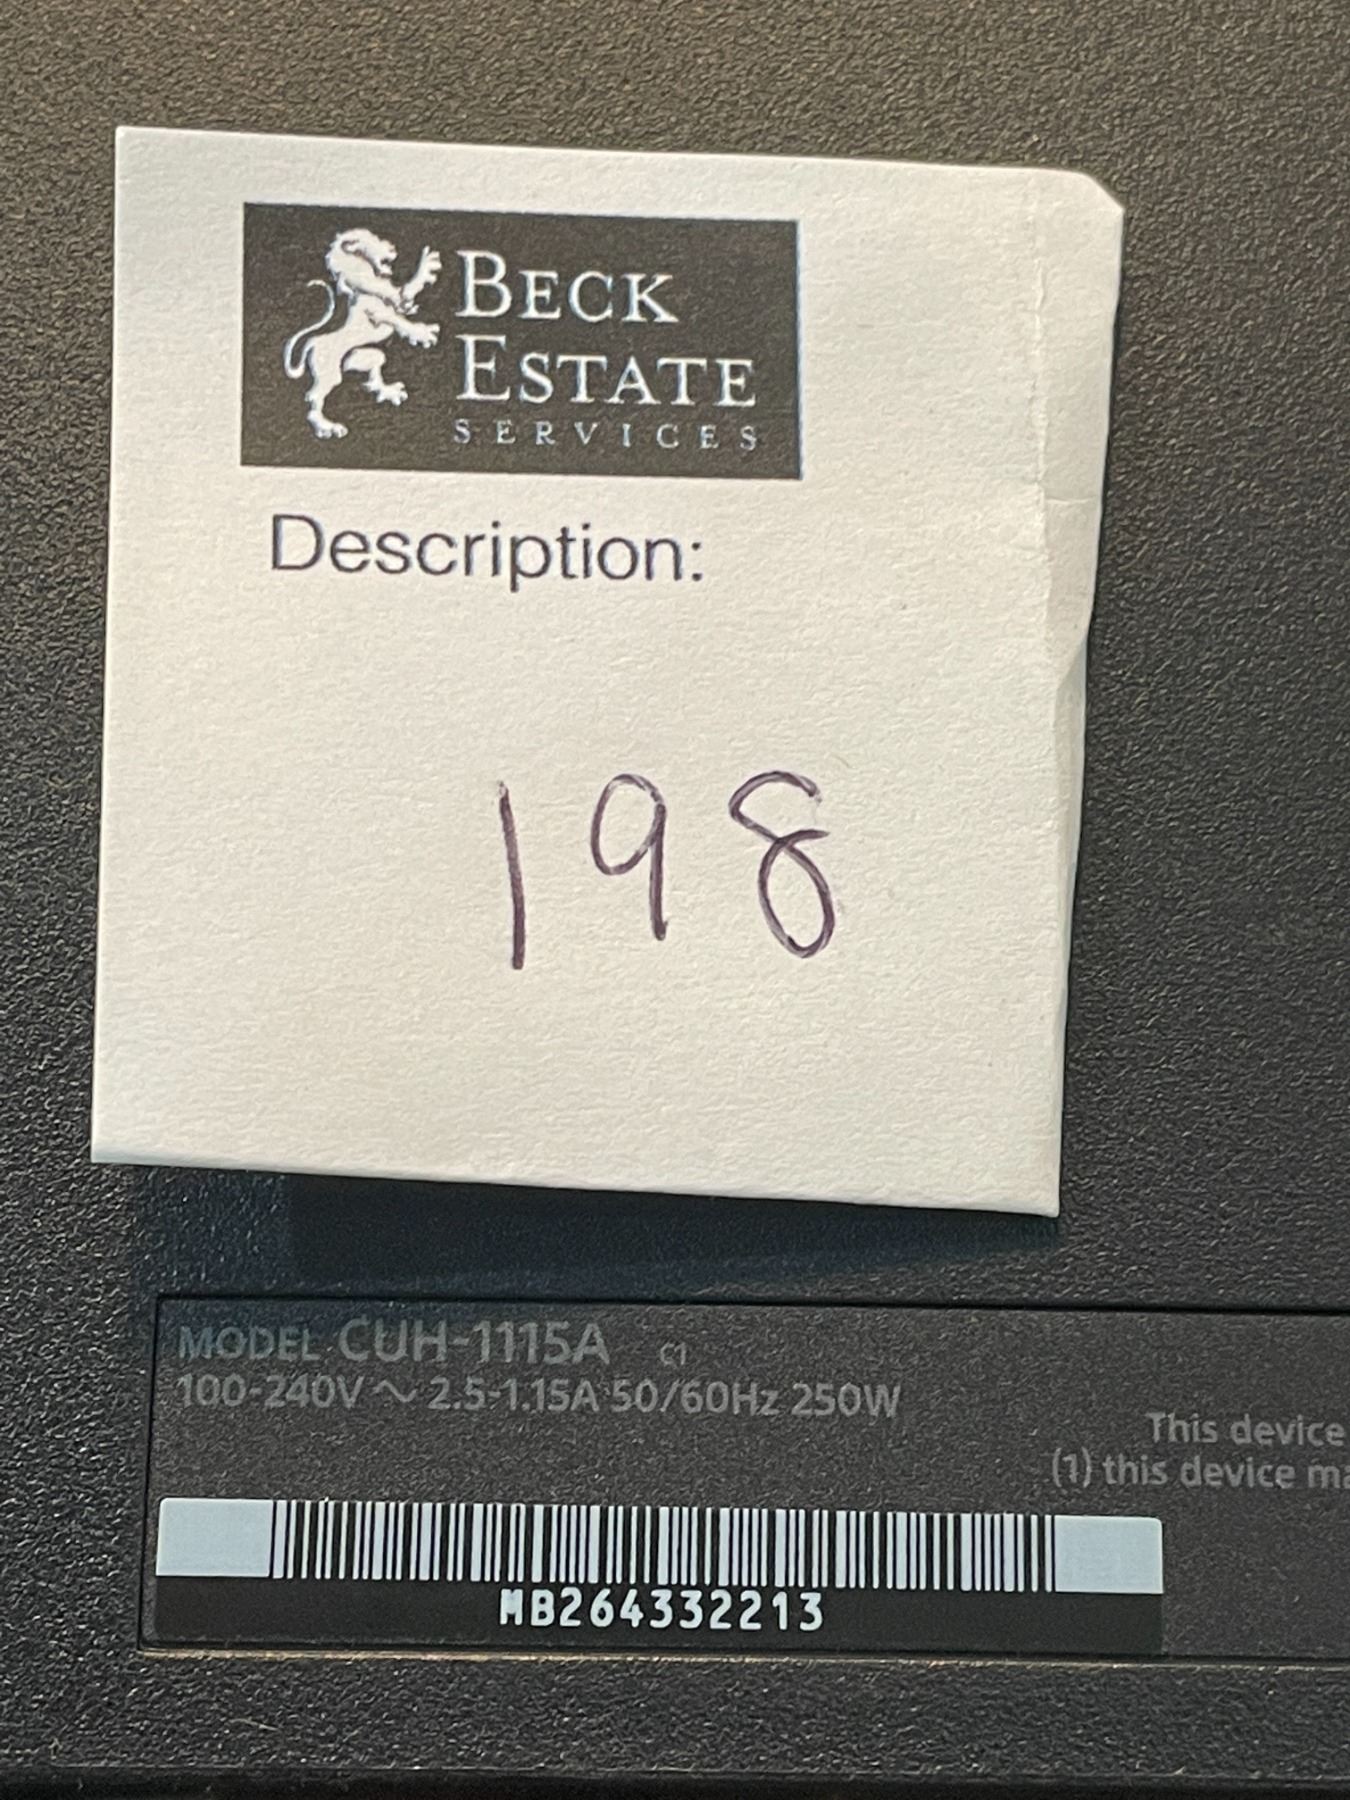 BECK
ESTATE
SERVICES
Description:
198
MODEL CUH-1115A C1
100-240V ~ 2.5-1.15A 50/60Hz 250W
This device
(1) this device
MB264332213